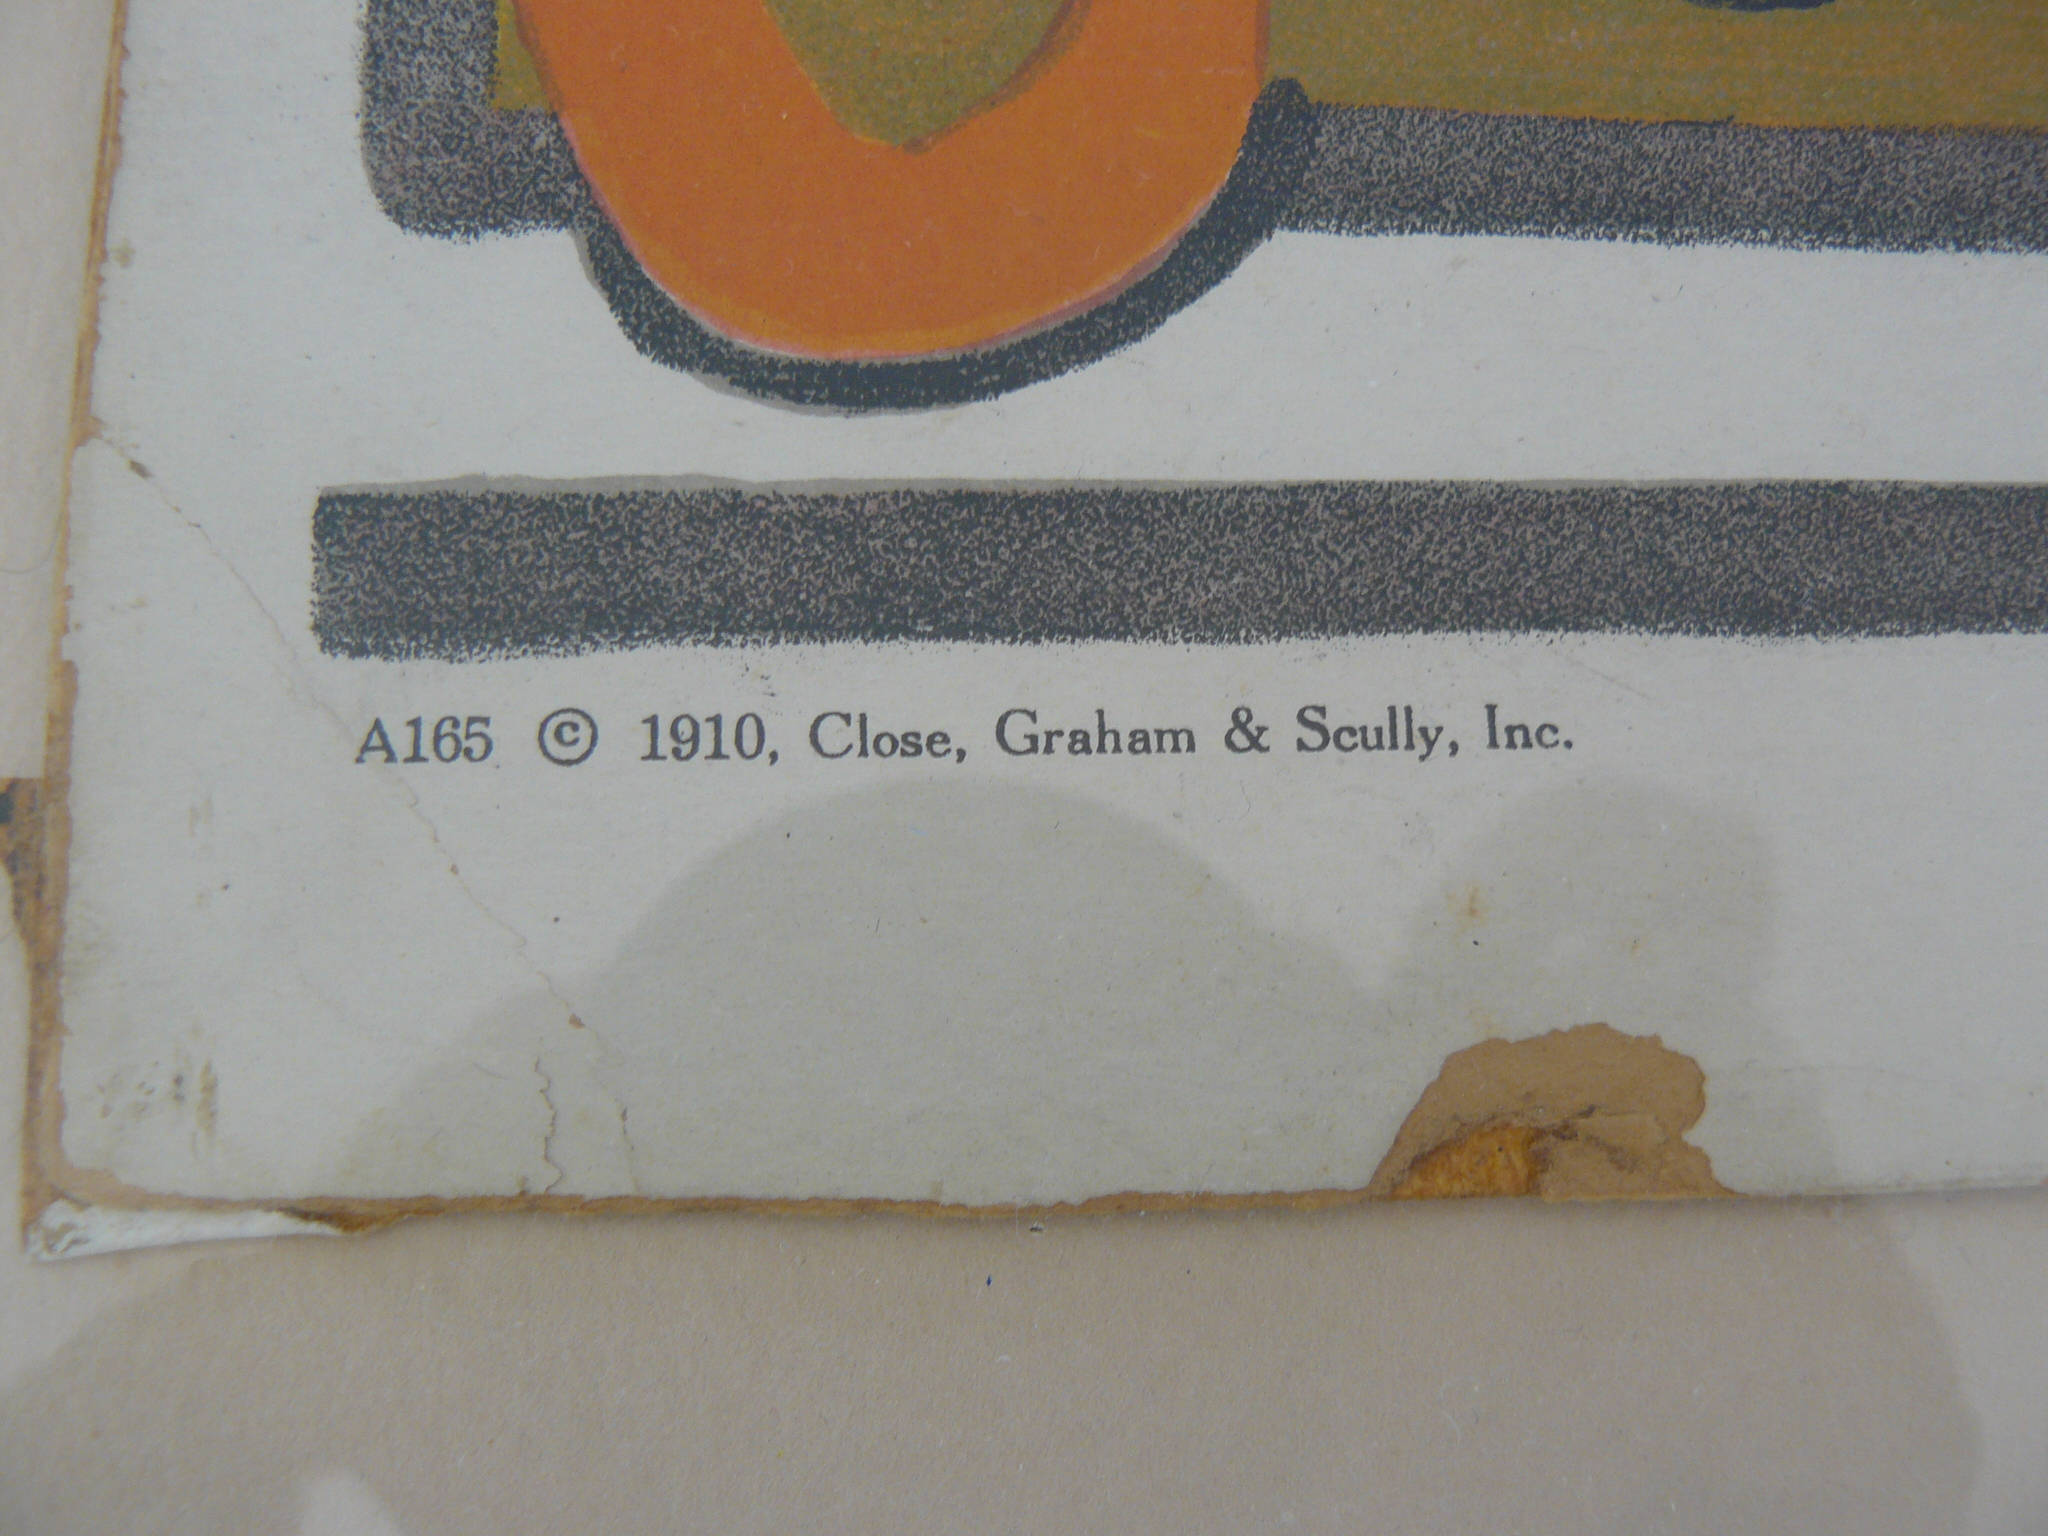 A165 © 1910, Close, Graham & Scully, Inc.